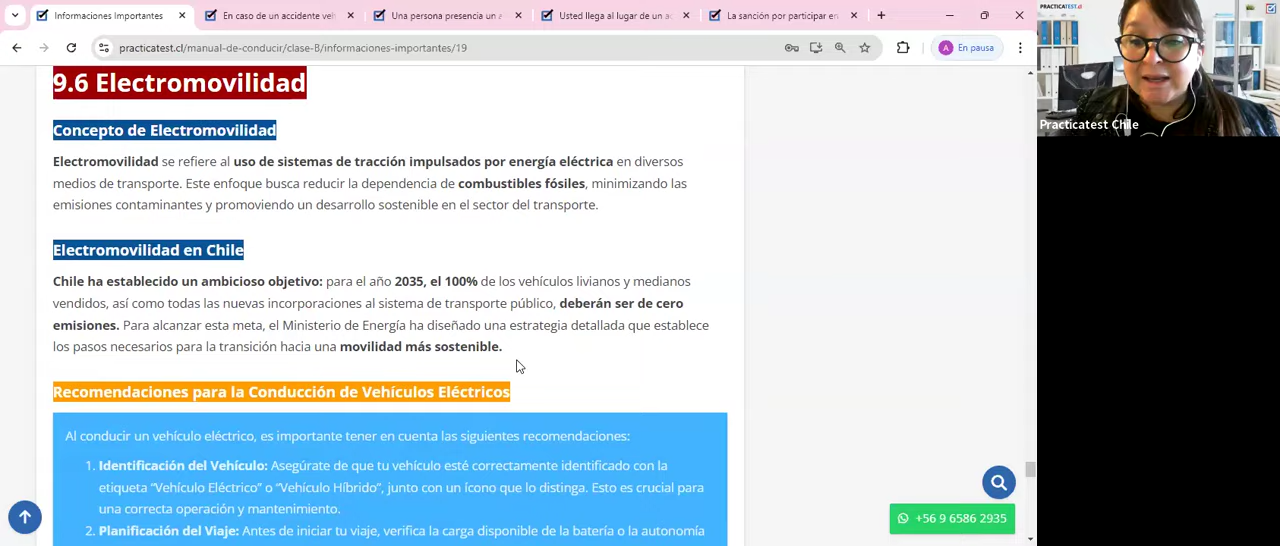 Informaciones Importantes
En caso de un accidente veh
Una persona presencia un a
Usted llega al lugar de un ac
La sanción por participar en
practicatest.cl/manual-de-conducir/clase-B/informaciones-importantes/19
A
En pausa
PRACTICATEST.cl
Practicatest Chile
9.6 Electromovilidad
Concepto de Electromovilidad
Electromovilidad se refiere al uso de sistemas de tracción impulsados por energía eléctrica en diversos
medios de transporte. Este enfoque busca reducir la dependencia de combustibles fósiles, minimizando las
emisiones contaminantes y promoviendo un desarrollo sostenible en el sector del transporte.
Electromovilidad en Chile
Chile ha establecido un ambicioso objetivo: para el año 2035, el 100% de los vehículos livianos y medianos
vendidos, así como todas las nuevas incorporaciones al sistema de transporte público, deberán ser de cero
emisiones. Para alcanzar esta meta, el Ministerio de Energía ha diseñado una estrategia detallada que establece
los pasos necesarios para la transición hacia una movilidad más sostenible.
Recomendaciones para la Conducción de Vehículos Eléctricos
Al conducir un vehículo eléctrico, es importante tener en cuenta las siguientes recomendaciones:
1. Identificación del Vehículo: Asegúrate de que tu vehículo esté correctamente identificado con la
etiqueta "Vehículo Eléctrico" o "Vehículo Híbrido", junto con un ícono que lo distinga. Esto es crucial para
una correcta operación y mantenimiento.
2. Planificación del Viaje: Antes de iniciar tu viaje, verifica la carga disponible de la batería o la autonomía
+56 9 6586 2935